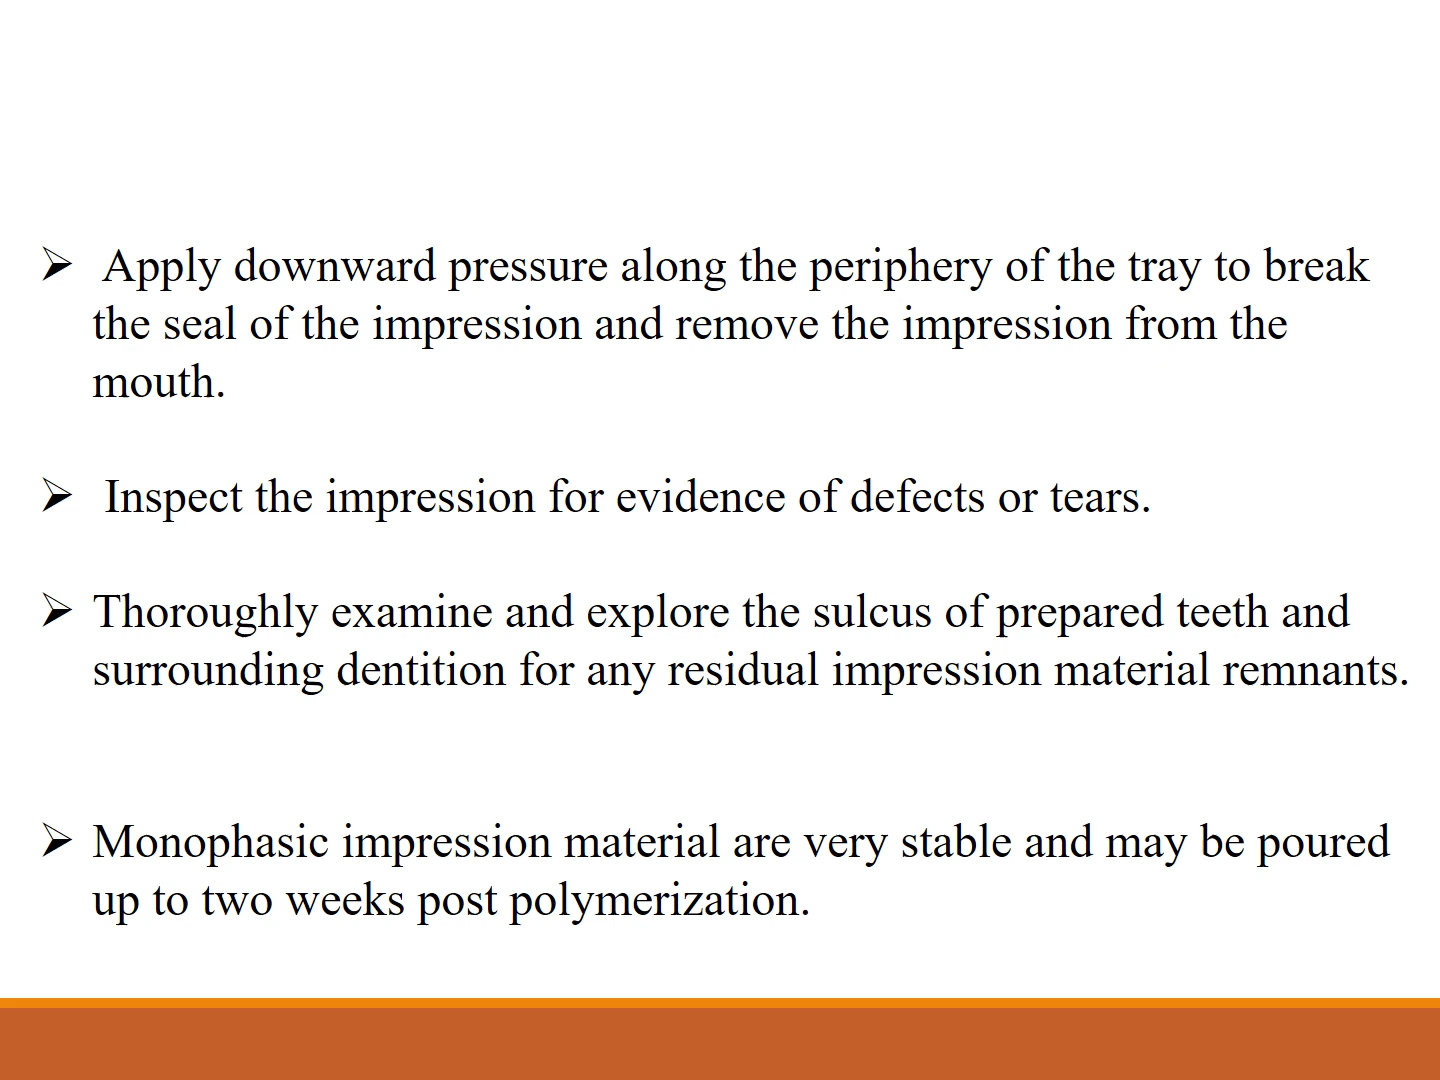 ➢ Apply downward pressure along the periphery of the tray to break
the seal of the impression and remove the impression from the
mouth.
➢ Inspect the impression for evidence of defects or tears.
➢ Thoroughly examine and explore the sulcus of prepared teeth and
surrounding dentition for any residual impression material remnants.
➢ Monophasic impression material are very stable and may be poured
up to two weeks post polymerization.